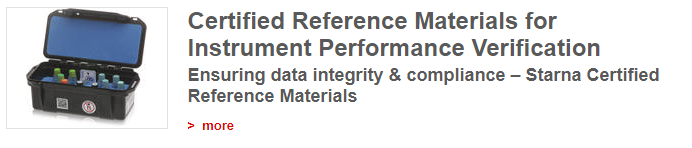 Certified Reference Materials for
Instrument Performance Verification
Ensuring data integrity & compliance – Starna Certified
Reference Materials
> more